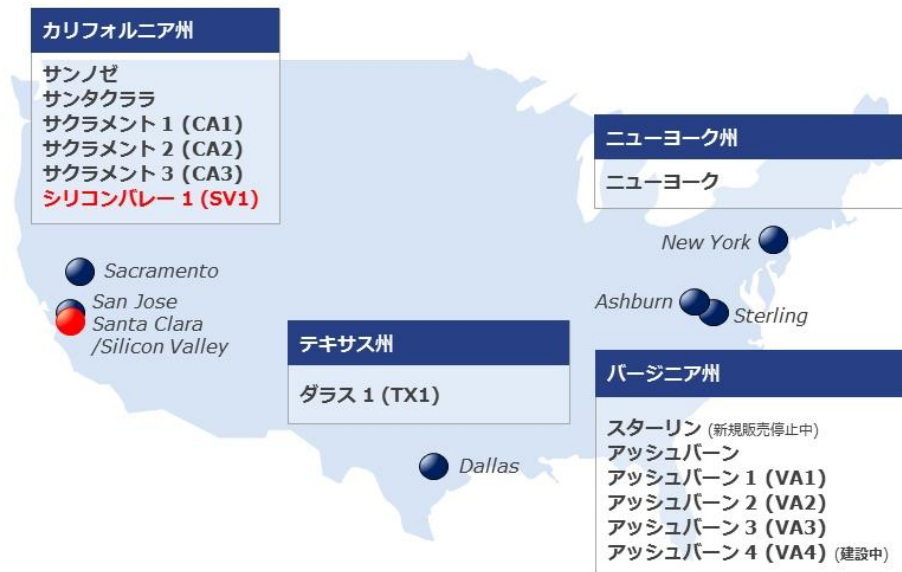 カリフォルニア州
サンノゼ
サンタクララ
サクラメント 1 (CA1)
サクラメント 2 (CA2)
サクラメント 3 (CA3)
シリコンバレー 1 (SV1)
ニューヨーク州
ニューヨーク
New York
Sacramento
San Jose
Santa Clara
/Silicon Valley
Ashburn
Sterling
テキサス州
ダラス 1 (TX1)
Dallas
バージニア州
スターリン (新規販売停止中)
アッシュバーン
アッシュバーン 1 (VA1)
アッシュバーン 2 (VA2)
アッシュバーン 3 (VA3)
アッシュバーン 4 (VA4) (建設中)